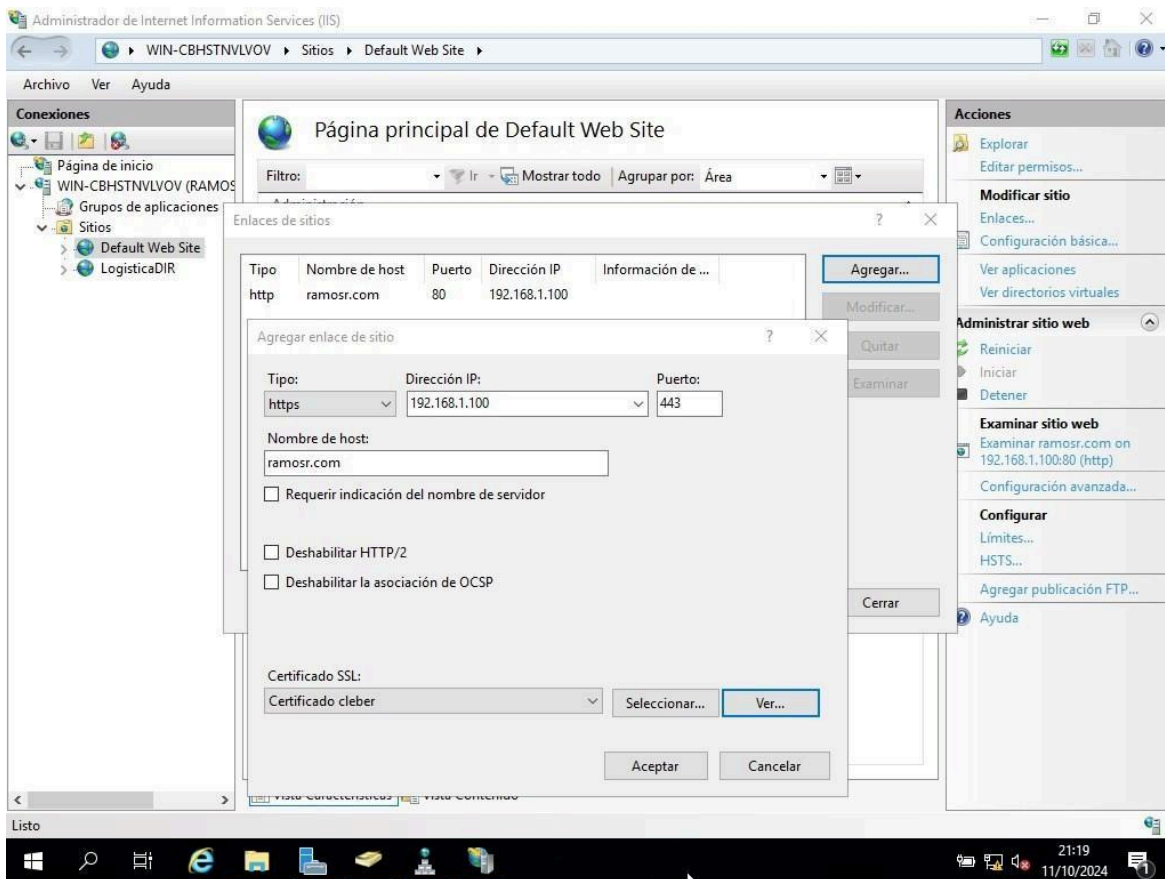 Administrador de Internet Information Services (IIS)
WIN-CBHSTNVLVOV Sitios Default Web Site
Archivo Ver Ayuda
Conexiones
Página de inicio
WIN-CBHSTNVLVOV (RAMOS
Grupos de aplicaciones
Sitios
Default Web Site
LogisticaDIR
Página principal de Default Web Site
Filtro: Ir Mostrar todo Agrupar por: Área
Enlaces de sitios ?
Tipo Nombre de host Puerto Dirección IP Información de ...
http ramosr.com 80 192.168.1.100
Agregar...
Modificar...
Quitar
Examinar
Cerrar
Agregar enlace de sitio ?
Tipo: Dirección IP: Puerto:
https 192.168.1.100 443
Nombre de host:
ramosr.com
Requerir indicación del nombre de servidor
Deshabilitar HTTP/2
Deshabilitar la asociación de OCSP
Certificado SSL:
Certificado cleber Seleccionar... Ver...
Aceptar Cancelar
Vista Características Vista Contenido
Acciones
Explorar
Editar permisos...
Modificar sitio
Enlaces...
Configuración básica...
Ver aplicaciones
Ver directorios virtuales
Administrar sitio web
Reiniciar
Iniciar
Detener
Examinar sitio web
Examinar ramosr.com on
192.168.1.100:80 (http)
Configuración avanzada...
Configurar
Límites...
HSTS...
Agregar publicación FTP...
Ayuda
Listo
21:19
11/10/2024
1